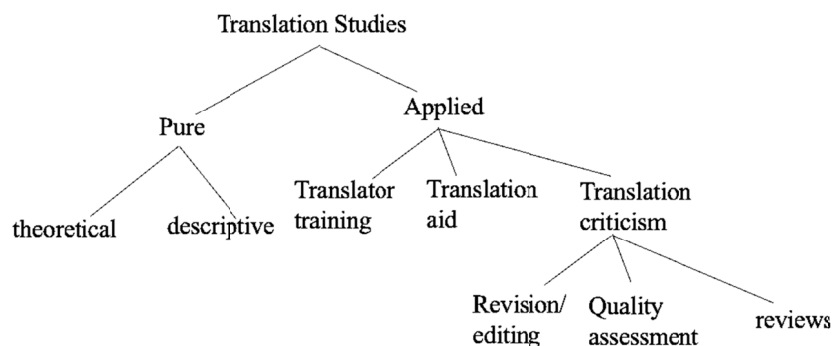 Translation Studies
Applied
Pure
Translator
training
Translation
aid
Translation
criticism
theoretical
descriptive
Revision/
editing
Quality
assessment
reviews